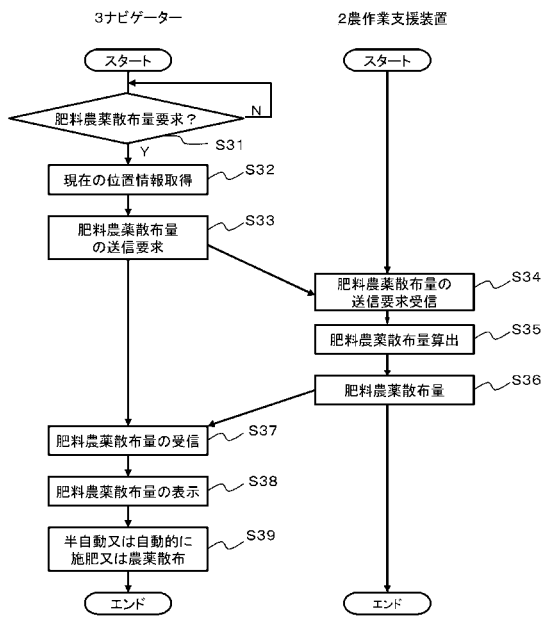 3ナビゲーター
2農作業支援装置
スタート
スタート
N
肥料農薬散布量要求？
S31
Y
現在の位置情報取得
S32
肥料農薬散布量
の送信要求
S33
肥料農薬散布量の
送信要求受信
S34
肥料農薬散布量算出
S35
肥料農薬散布量
S36
肥料農薬散布量の受信
S37
肥料農薬散布量の表示
S38
半自動又は自動的に
施肥又は農薬散布
S39
エンド
エンド